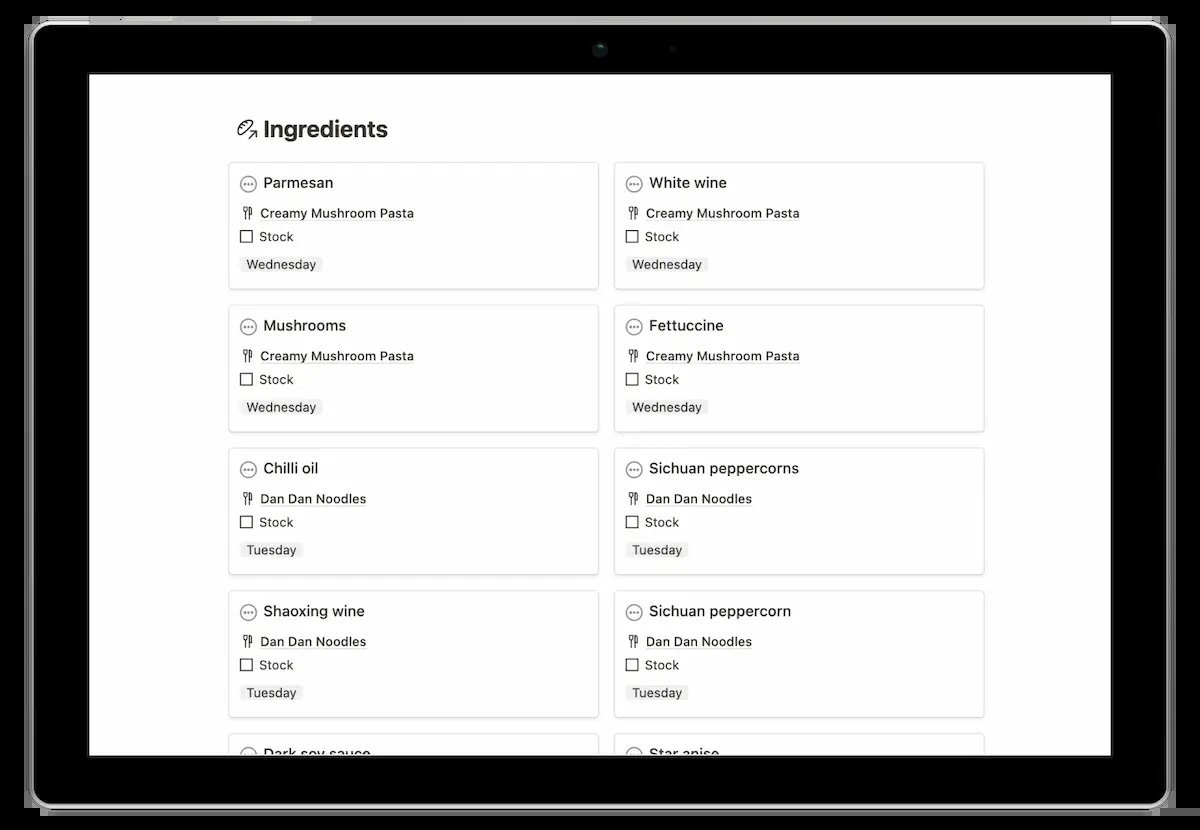 Ingredients
Parmesan
Creamy Mushroom Pasta
Stock
Wednesday
White wine
Creamy Mushroom Pasta
Stock
Wednesday
Mushrooms
Creamy Mushroom Pasta
Stock
Wednesday
Fettuccine
Creamy Mushroom Pasta
Stock
Wednesday
Chilli oil
Dan Dan Noodles
Stock
Tuesday
Sichuan peppercorns
Dan Dan Noodles
Stock
Tuesday
Shaoxing wine
Dan Dan Noodles
Stock
Tuesday
Sichuan peppercorn
Dan Dan Noodles
Stock
Tuesday
Dark soy sauce
Star anise